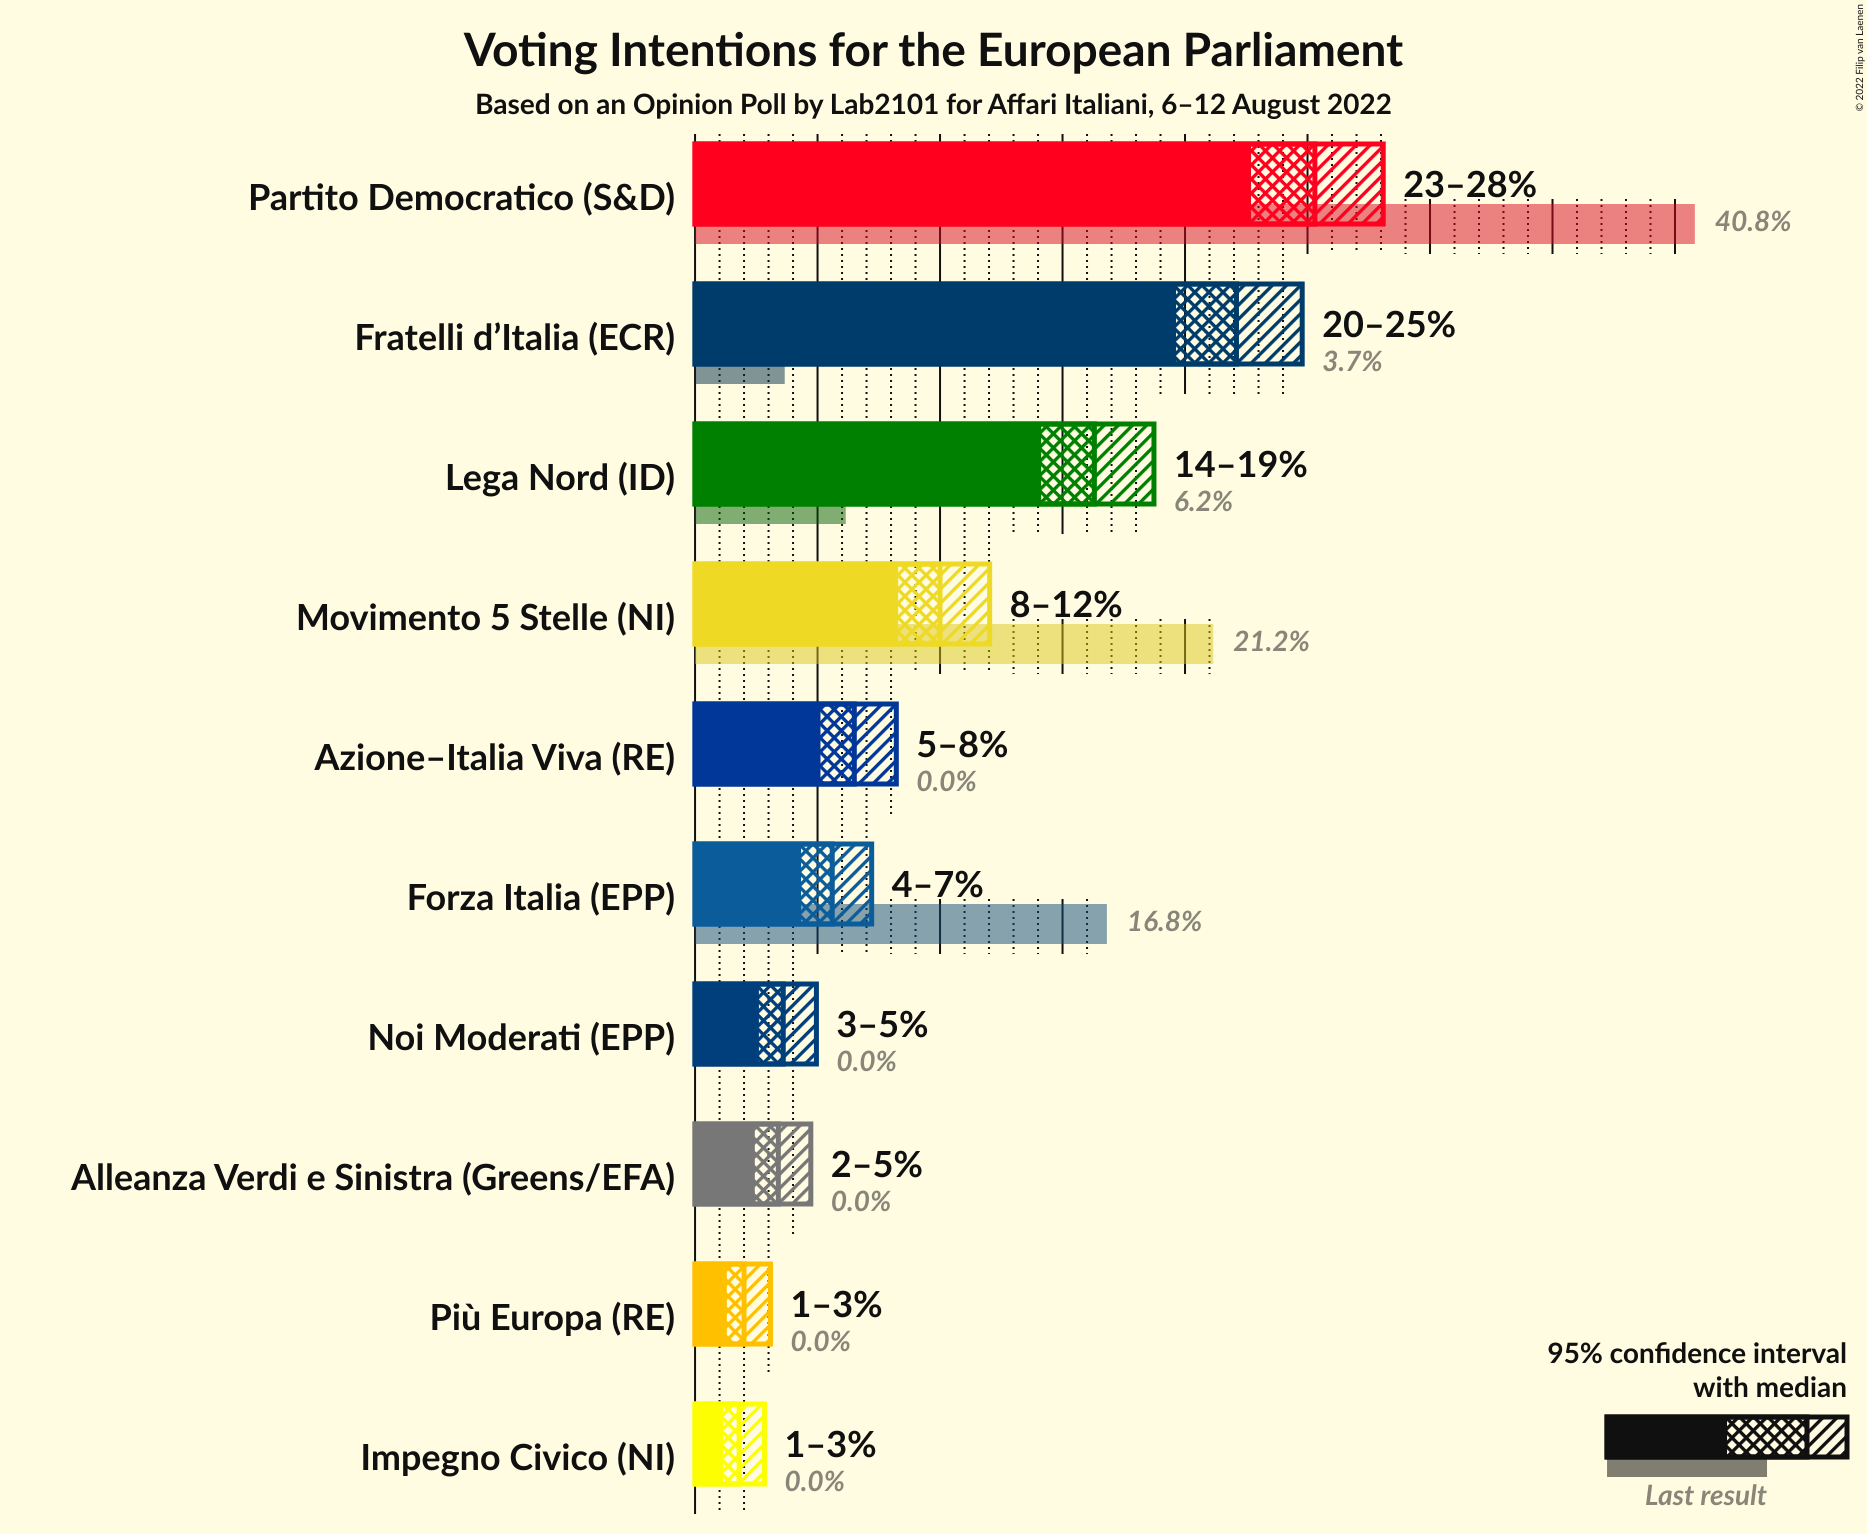 Voting Intentions for the European Parliament
Based on an Opinion Poll by Lab2101 for Affari Italiani, 6–12 August 2022
© 2022 Filip van Laenen
Partito Democratico (S&D)
23–28%
40.8%
Fratelli d’Italia (ECR)
20–25%
3.7%
Lega Nord (ID)
14–19%
6.2%
Movimento 5 Stelle (NI)
8–12%
21.2%
Azione–Italia Viva (RE)
5–8%
0.0%
Forza Italia (EPP)
4–7%
16.8%
Noi Moderati (EPP)
3–5%
0.0%
Alleanza Verdi e Sinistra (Greens/EFA)
2–5%
0.0%
Più Europa (RE)
1–3%
0.0%
Impegno Civico (NI)
1–3%
0.0%
95% confidence interval
with median
Last result